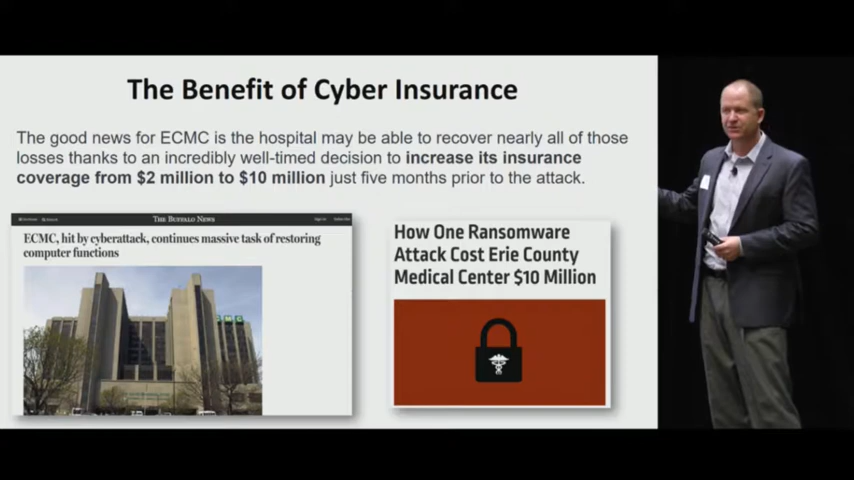 The Benefit of Cyber Insurance
The good news for ECMC is the hospital may be able to recover nearly all of those
losses thanks to an incredibly well-timed decision to increase its insurance
coverage from $2 million to $10 million just five months prior to the attack.
THE BUFFALO NEWS
ECMC, hit by cyberattack, continues massive task of restoring
computer functions
How One Ransomware
Attack Cost Erie County
Medical Center $10 Million